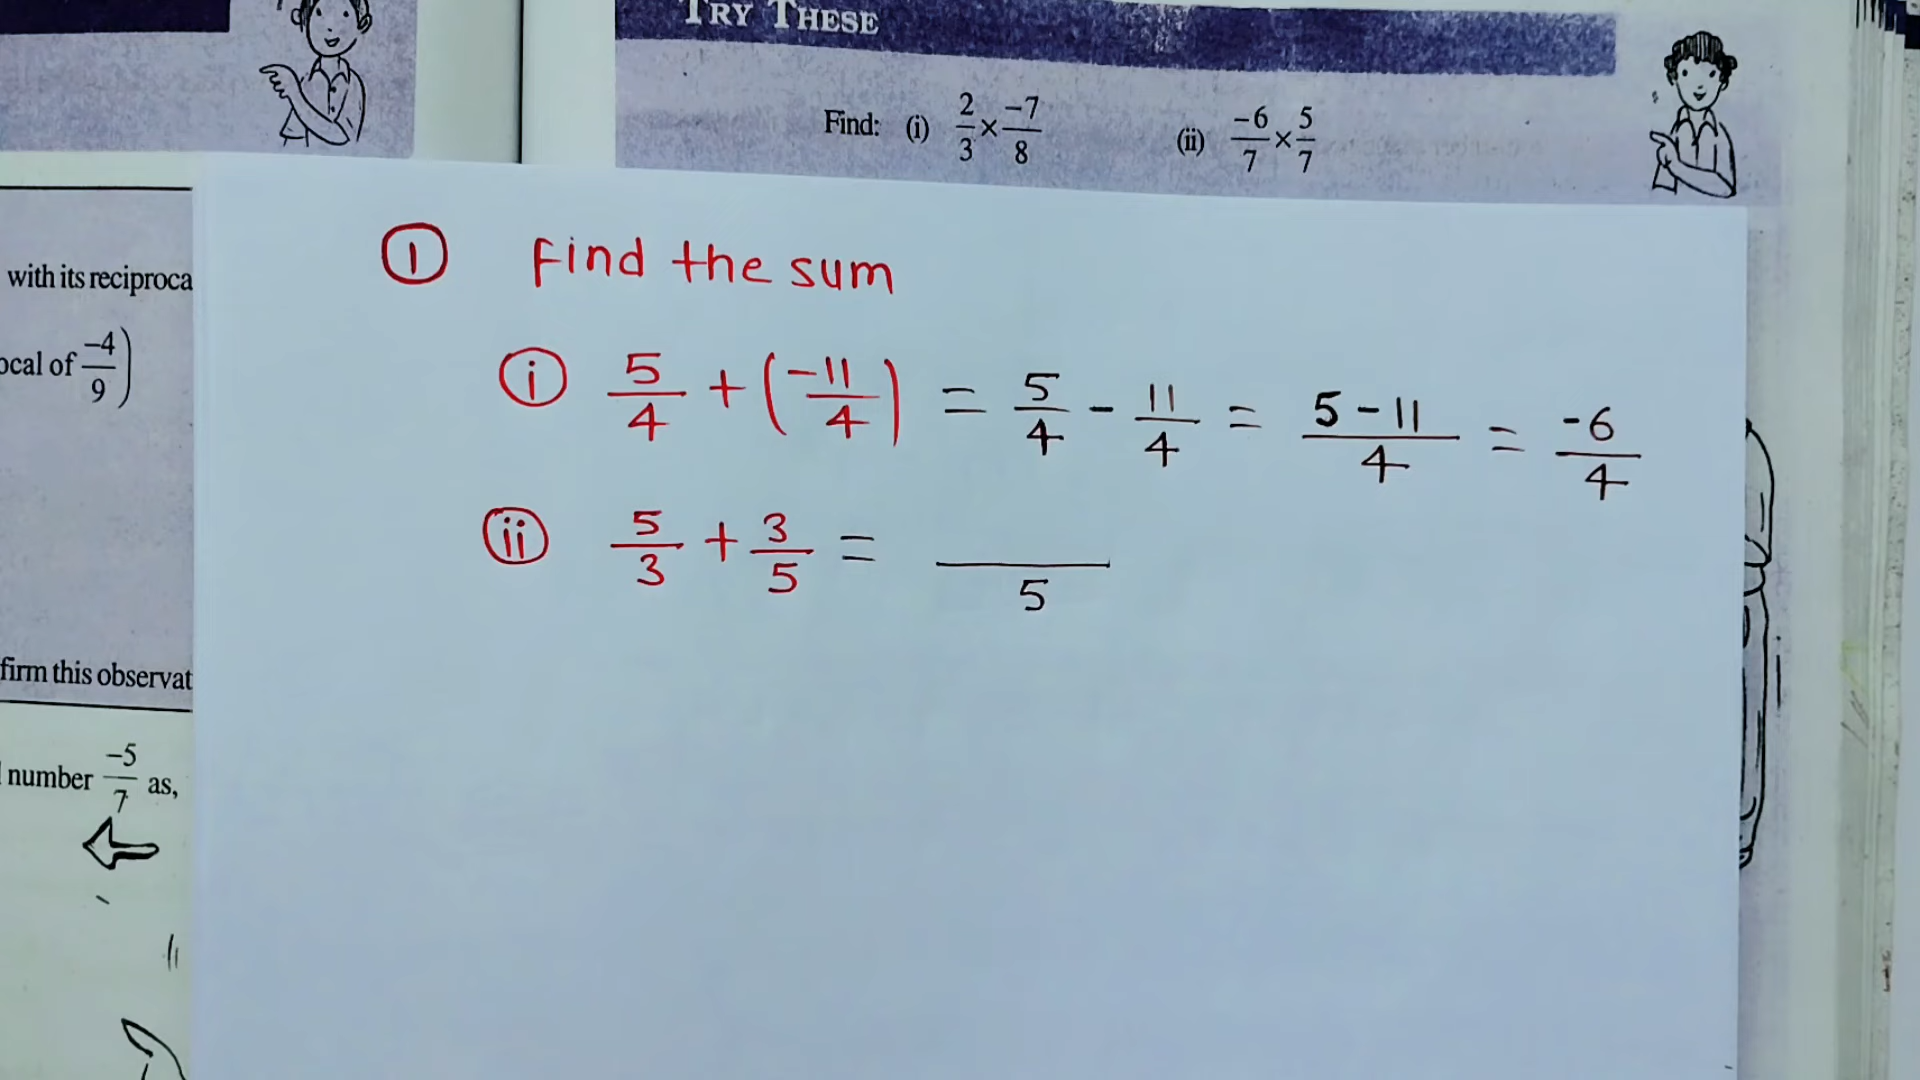 TRY THESE
Find: (i) 2/3 × -7/8 (ii) -6/7 × 5/7
with its reciproca
ocal of -4/9)
firm this observat
number -5/7 as,
① Find the sum
ⓘ 5/4 + (-11/4) = 5/4 - 11/4 = 5-11/4 = -6/4
ⓘⓘ 5/3 + 3/5 = /5